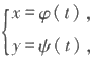 x = φ( t ) ,
y = ψ( t ) ,